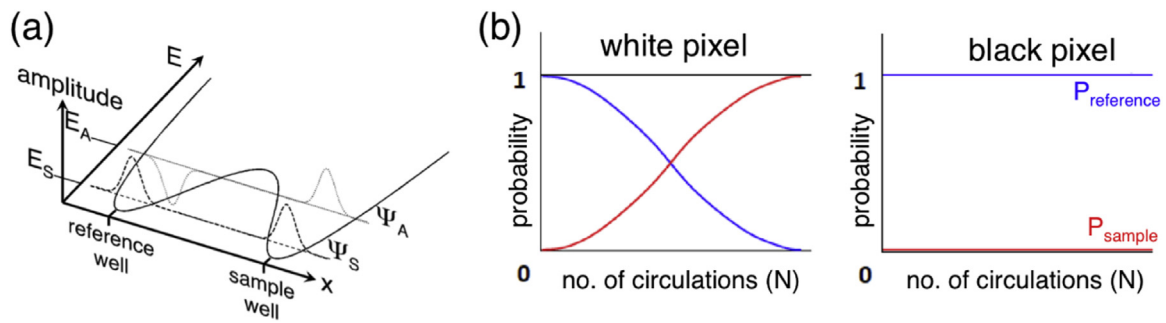 (a)
E
amplitude
E_A
E_S
Ψ_A
Ψ_S
reference
well
sample
well
x
(b)
white pixel
1
probability
0
no. of circulations (N)
black pixel
1
P_reference
probability
P_sample
0
no. of circulations (N)